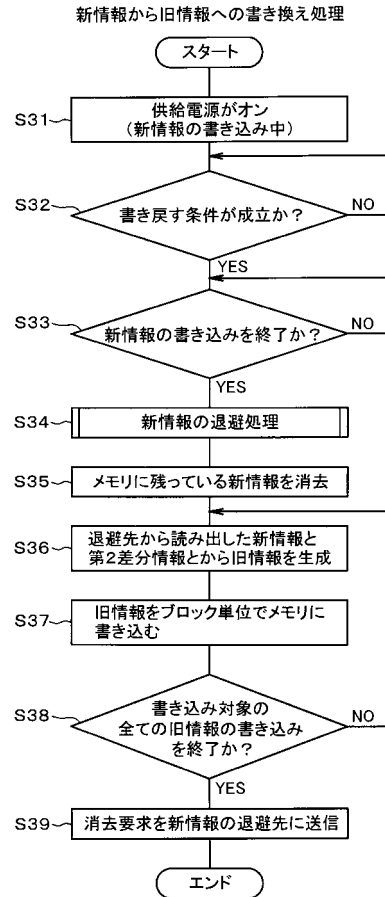 新情報から旧情報への書き換え処理
スタート
S31
供給電源がオン
(新情報の書き込み中)
S32
書き戻す条件が成立か?
NO
YES
S33
新情報の書き込みを終了か?
NO
YES
S34
新情報の退避処理
S35
メモリに残っている新情報を消去
S36
退避先から読み出した新情報と
第2差分情報とから旧情報を生成
S37
旧情報をブロック単位でメモリに
書き込む
S38
書き込み対象の
全ての旧情報の書き込み
を終了か?
NO
YES
S39
消去要求を新情報の退避先に送信
エンド